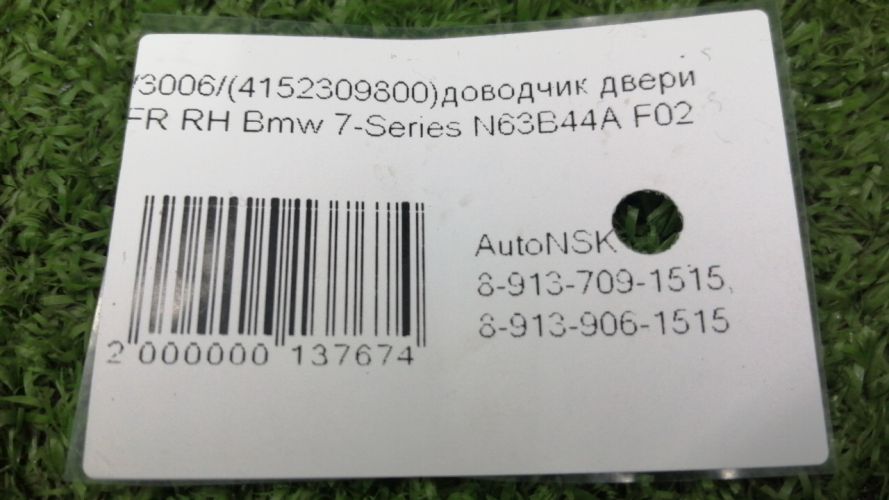 /3006/(4152309800)доводчик двери
FR RH Bmw 7-Series N63B44A F02
AutoNSK
8-913-709-1515,
8-913-906-1515
2 000000 137674